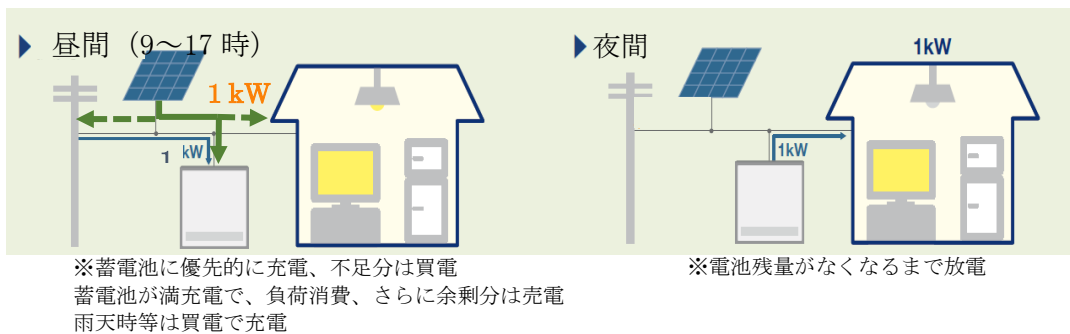 昼間（9～17 時）
1 kW
1 kW
※蓄電池に優先的に充電、不足分は買電
蓄電池が満充電で、負荷消費、さらに余剰分は売電
雨天時等は買電で充電
夜間
1kW
1kW
※電池残量がなくなるまで放電